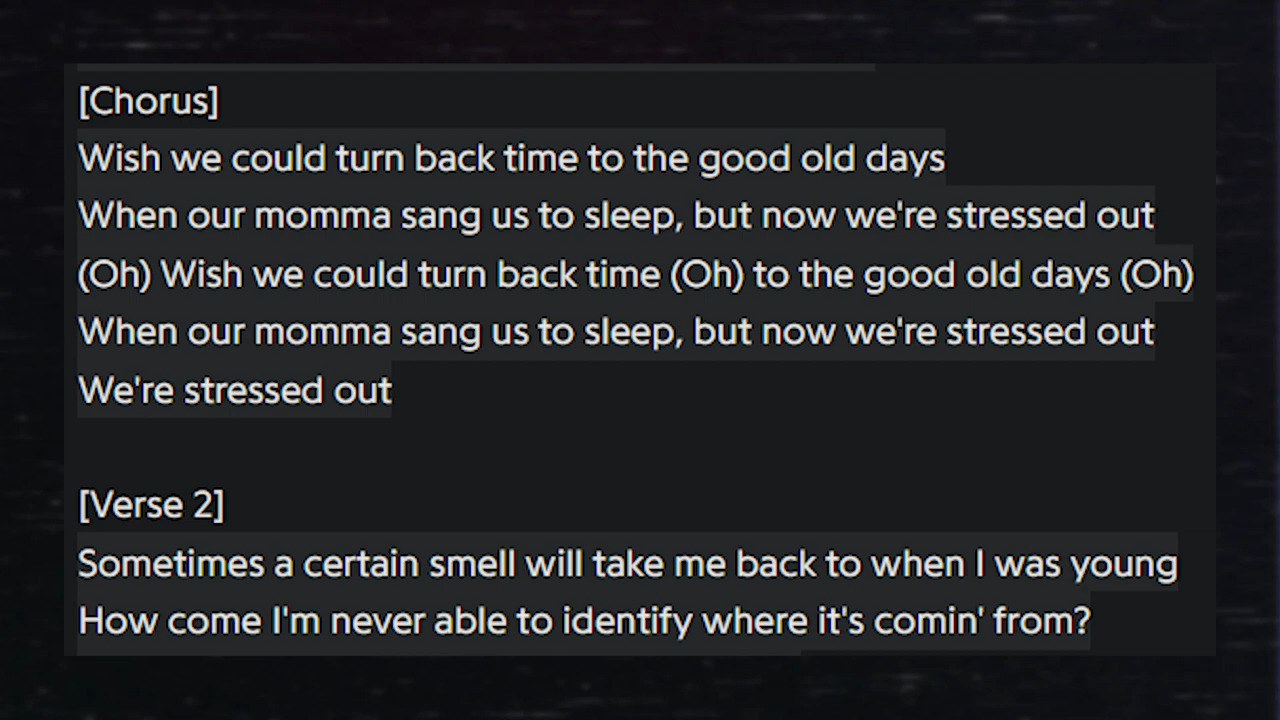 [Chorus]
Wish we could turn back time to the good old days
When our momma sang us to sleep, but now we're stressed out
(Oh) Wish we could turn back time (Oh) to the good old days (Oh)
When our momma sang us to sleep, but now we're stressed out
We're stressed out
[Verse 2]
Sometimes a certain smell will take me back to when I was young
How come I'm never able to identify where it's comin' from?